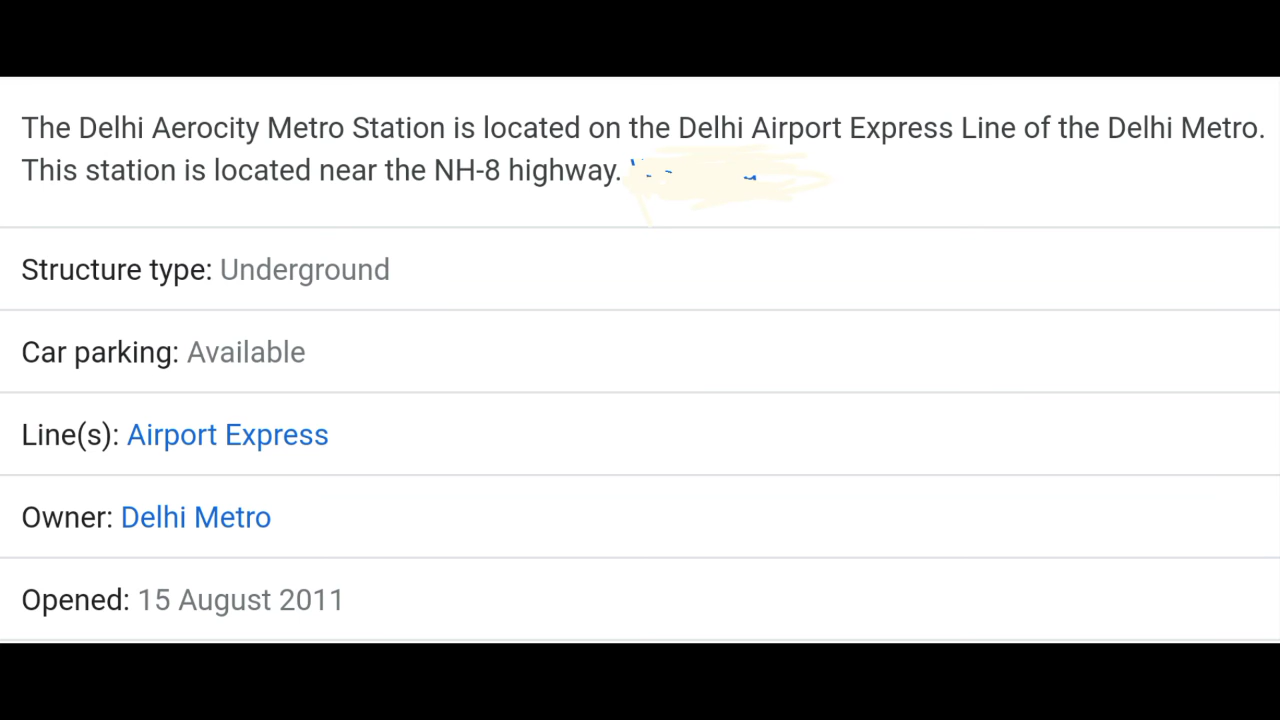 The Delhi Aerocity Metro Station is located on the Delhi Airport Express Line of the Delhi Metro.
This station is located near the NH-8 highway.
Structure type: Underground
Car parking: Available
Line(s): Airport Express
Owner: Delhi Metro
Opened: 15 August 2011